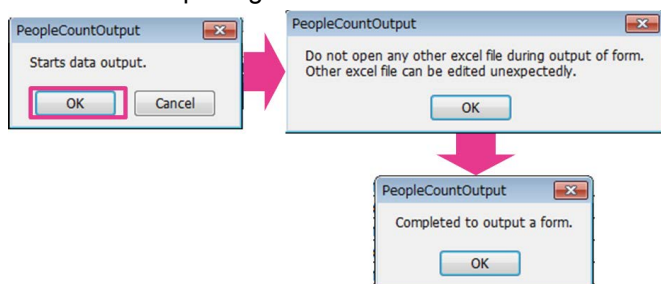 PeopleCountOutput
Starts data output.
OK
Cancel
PeopleCountOutput
Do not open any other excel file during output of form.
Other excel file can be edited unexpectedly.
OK
PeopleCountOutput
Completed to output a form.
OK